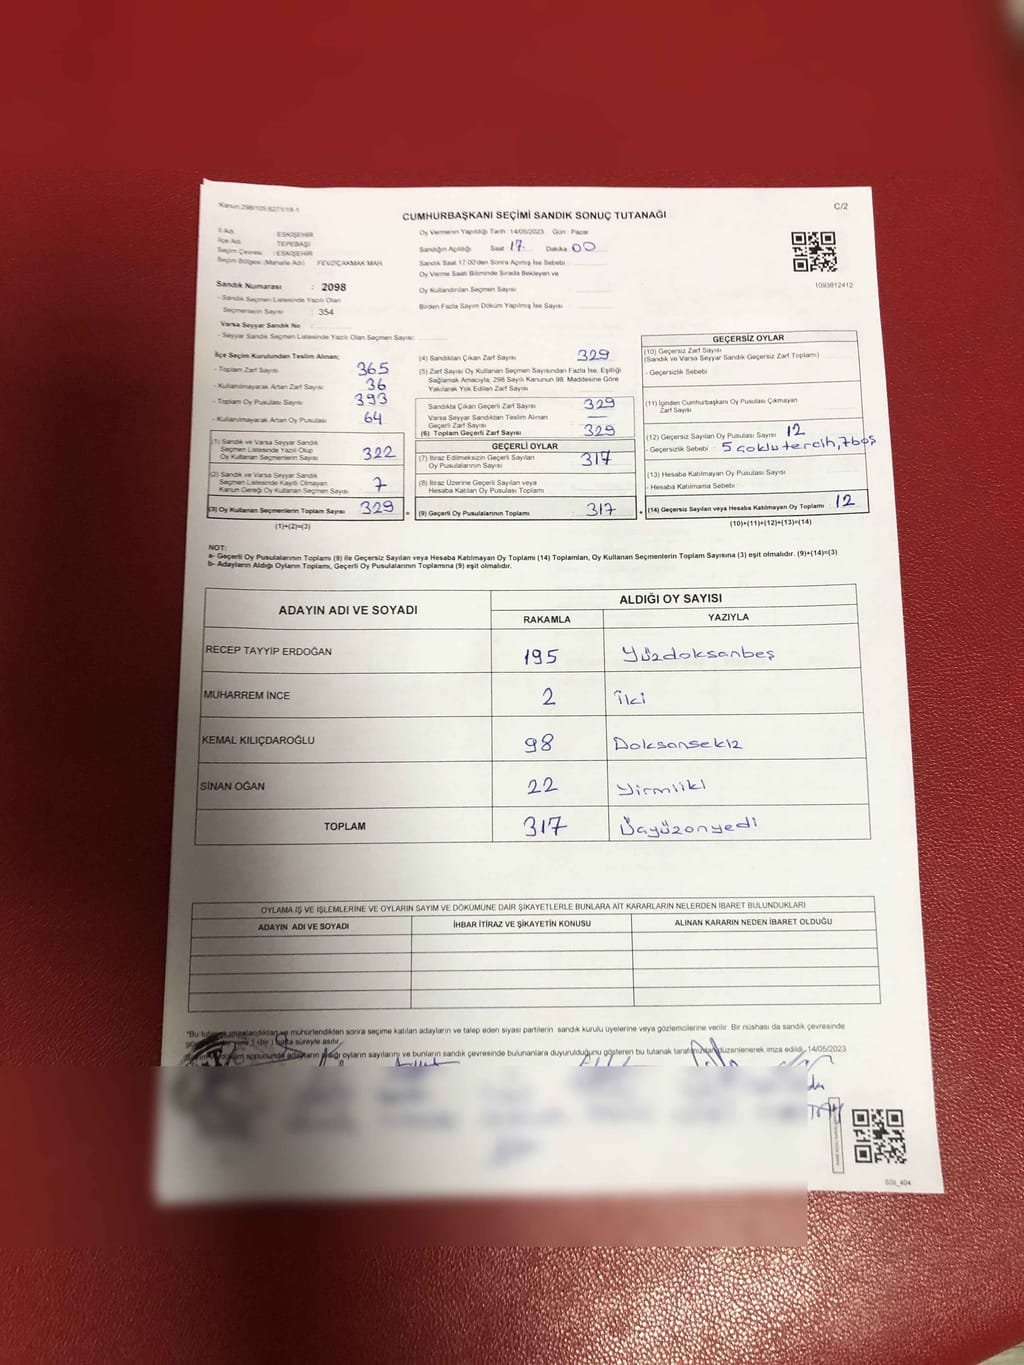 Kanun:298/105,6271/18-1
C/2
CUMHURBAŞKANI SEÇİMİ SANDIK SONUÇ TUTANAĞI
İl Adı : ESKİŞEHİR
İlçe Adı : TEPEBAŞI
Seçim Çevresi : ESKİŞEHİR
Seçim Bölgesi (Mahalle Adı) : FEVZİÇAKMAK MAH.
Sandık Numarası : 2098
- Sandık Seçmen Listesinde Yazılı Olan
Seçmenlerin Sayısı : 354
Varsa Seyyar Sandık No :
- Seyyar Sandık Seçmen Listesinde Yazılı Olan Seçmen Sayısı:
Oy Vermenin Yapıldığı Tarih :14/05/2023 Gün : Pazar
Sandığın Açıldığı Saat 17 Dakika 00
Sandık Saat 17:00'den Sonra Açılmış İse Sebebi
Oy Verme Saati Bitiminde Sırada Bekleyen ve
Oy Kullandırılan Seçmen Sayısı
Birden Fazla Sayım Döküm Yapılmış İse Sayısı
1093812412
İlçe Seçim Kurulundan Teslim Alınan;
- Toplam Zarf Sayısı 365
- Kullanılmayarak Artan Zarf Sayısı 36
- Toplam Oy Pusulası Sayısı 393
- Kullanılmayarak Artan Oy Pusulası 64
(1) Sandık ve Varsa Seyyar Sandık
Seçmen Listesinde Yazılı Olup
Oy Kullanan Seçmenlerin Sayısı 322
(2) Sandık ve Varsa Seyyar Sandık
Seçmen Listesinde Kayıtlı Olmayan
Kanun Gereği Oy Kullanan Seçmen Sayısı 7
(3) Oy Kullanan Seçmenlerin Toplam Sayısı 329
(1)+(2)=(3)
(4) Sandıktan Çıkan Zarf Sayısı 329
(5) Zarf Sayısı Oy Kullanan Seçmen Sayısından Fazla İse, Eşitliği
Sağlamak Amacıyla, 298 Sayılı Kanunun 98. Maddesine Göre
Yakılarak Yok Edilen Zarf Sayısı
Sandıkta Çıkan Geçerli Zarf Sayısı 329
Varsa Seyyar Sandıktan Teslim Alınan
Geçerli Zarf Sayısı —
(6) Toplam Geçerli Zarf Sayısı 329
GEÇERLİ OYLAR
(7) İtiraz Edilmeksizin Geçerli Sayılan
Oy Pusulalarının Sayısı 317
(8) İtiraz Üzerine Geçerli Sayılan veya
Hesaba Katılan Oy Pusulası Toplamı
= (9) Geçerli Oy Pusulalarının Toplamı 317 +
GEÇERSİZ OYLAR
(10) Geçersiz Zarf Sayısı
(Sandık ve Varsa Seyyar Sandık Geçersiz Zarf Toplamı)
- Geçersizlik Sebebi
(11) İçinden Cumhurbaşkanı Oy Pusulası Çıkmayan
Zarf Sayısı
(12) Geçersiz Sayılan Oy Pusulası Sayısı 12
- Geçersizlik Sebebi 5 çoklu tercih, 7 boş
(13) Hesaba Katılmayan Oy Pusulası Sayısı
- Hesaba Katılmama Sebebi
(14) Geçersiz Sayılan veya Hesaba Katılmayan Oy Toplamı 12
(10)+(11)+(12)+(13)=(14)
NOT:
a- Geçerli Oy Pusulalarının Toplamı (9) ile Geçersiz Sayılan veya Hesaba Katılmayan Oy Toplamı (14) Toplamları, Oy Kullanan Seçmenlerin Toplam Sayısına (3) eşit olmalıdır. (9)+(14)=(3)
b- Adayların Aldığı Oyların Toplamı, Geçerli Oy Pusulalarının Toplamına (9) eşit olmalıdır.
ADAYIN ADI VE SOYADI
ALDIĞI OY SAYISI
RAKAMLA YAZIYLA
RECEP TAYYİP ERDOĞAN 195 Yüzdoksanbeş
MUHARREM İNCE 2 İki
KEMAL KILIÇDAROĞLU 98 Doksansekiz
SİNAN OĞAN 22 Yirmiiki
TOPLAM 317 Üçyüzonyedi
OYLAMA İŞ VE İŞLEMLERİNE VE OYLARIN SAYIM VE DÖKÜMÜNE DAİR ŞİKAYETLERLE BUNLARA AİT KARARLARIN NELERDEN İBARET BULUNDUKLARI
ADAYIN ADI VE SOYADI İHBAR İTİRAZ VE ŞİKAYETİN KONUSU ALINAN KARARIN NEDEN İBARET OLDUĞU
*Bu tutanak imzalandıktan ve mühürlendikten sonra seçime katılan adayların ve talep eden siyasi partilerin sandık kurulu üyelerine veya gözlemcilerine verilir. Bir nüshası da sandık çevresinde
yere 1 (bir) hafta süreyle asılır.
sonucunda adayların aldığı oyların sayılarını ve bunların sandık çevresinde bulunanlara duyurulduğunu gösteren bu tutanak tarafımızdan düzenlenerek imza edildi. 14/05/2023